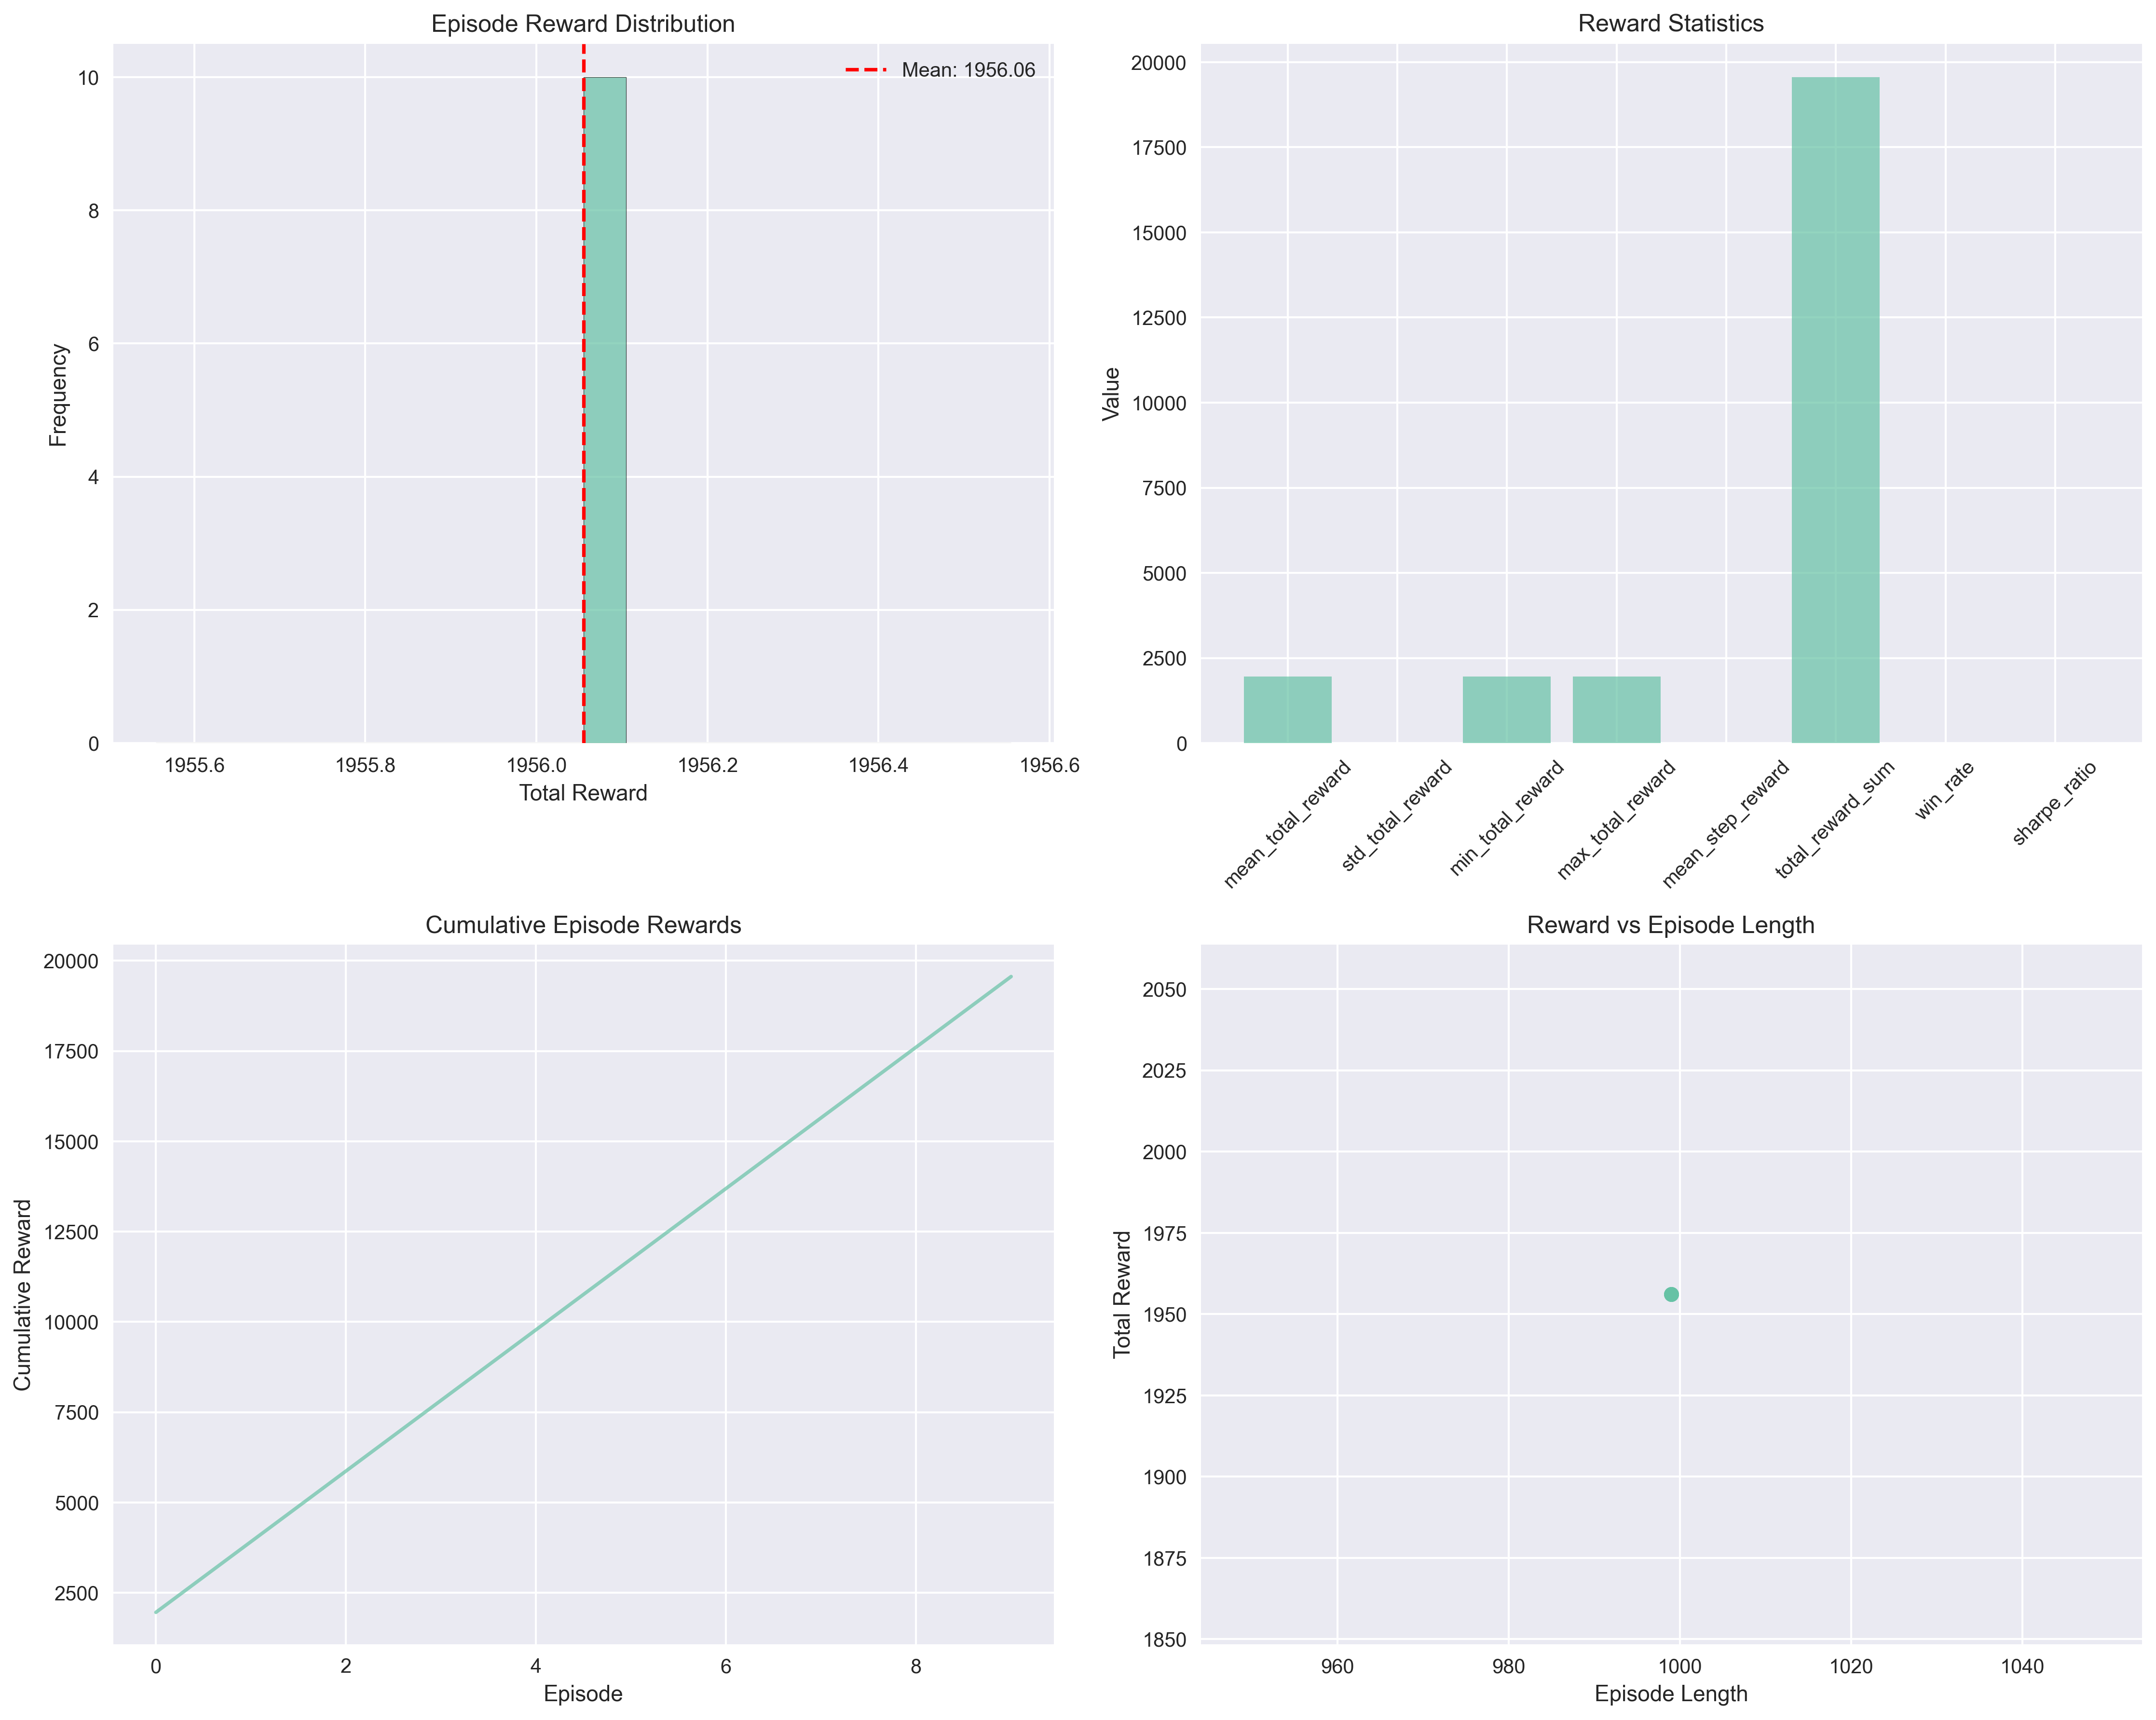 Episode Reward Distribution
Mean: 1956.06
10
8
6
4
2
0
Frequency
1955.6 1955.8 1956.0 1956.2 1956.4 1956.6
Total Reward
Reward Statistics
20000
17500
15000
12500
10000
7500
5000
2500
0
Value
mean_total_reward std_total_reward min_total_reward max_total_reward mean_step_reward total_reward_sum win_rate sharpe_ratio
Cumulative Episode Rewards
20000
17500
15000
12500
10000
7500
5000
2500
Cumulative Reward
0 2 4 6 8
Episode
Reward vs Episode Length
2050
2025
2000
1975
1950
1925
1900
1875
1850
Total Reward
960 980 1000 1020 1040
Episode Length